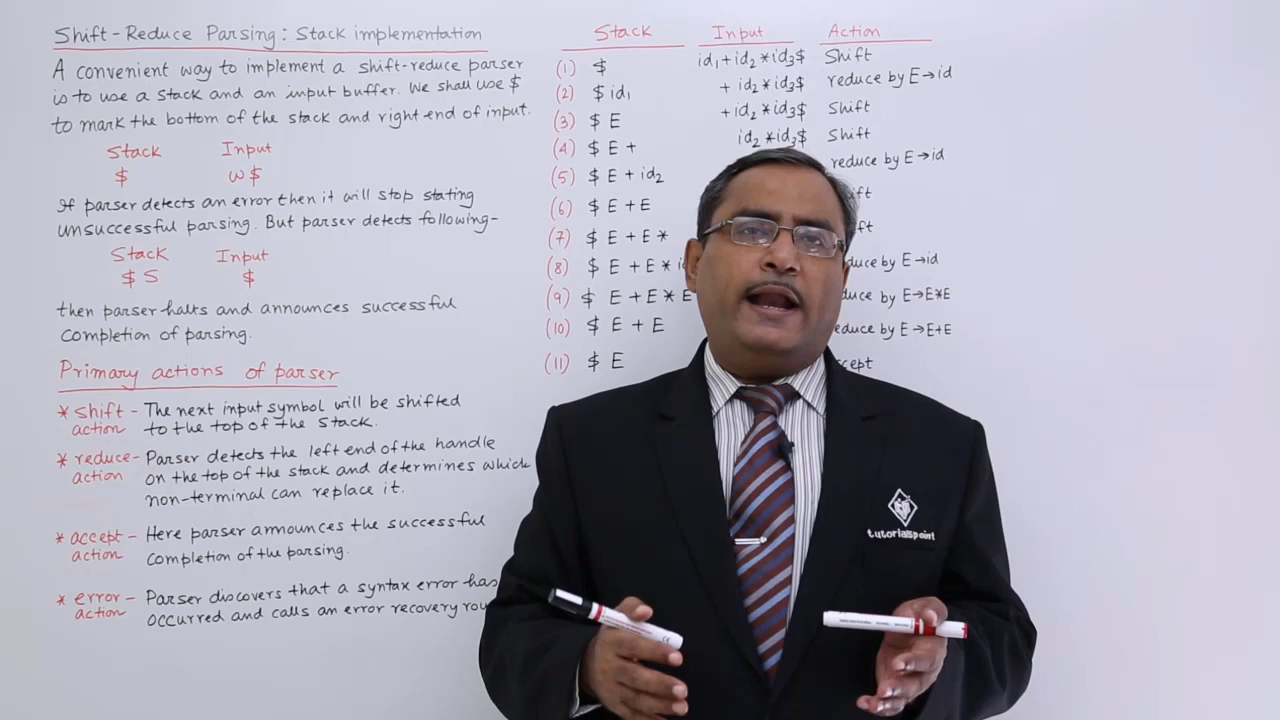 Shift-Reduce Parsing: Stack implementation
A convenient way to implement a shift-reduce parser
is to use a stack and an input buffer. We shall use $
to mark the bottom of the stack and right end of input.
Stack Input
$ w$
If parser detects an error then it will stop stating
unsuccessful parsing. But parser detects following-
Stack Input
$ S $
then parser halts and announces successful
completion of parsing.
Primary actions of parser
* shift action - The next input symbol will be shifted
to the top of the stack.
* reduce action - Parser detects the left end of the handle
on the top of the stack and determines which
non-terminal can replace it.
* accept action - Here parser announces the successful
completion of the parsing.
* error action - Parser discovers that a syntax error has
occurred and calls an error recovery rou
Stack Input Action
(1) $ id₁+id₂*id₃$ Shift
(2) $ id₁ +id₂*id₃$ reduce by E→id
(3) $ E +id₂*id₃$ Shift
(4) $ E + id₂*id₃$ Shift
(5) $ E + id₂ reduce by E→id
(6) $ E + E ft
(7) $ E + E * ft
(8) $ E + E * i duce by E→id
(9) $ E + E * E duce by E→E*E
(10) $ E + E educe by E→E+E
(11) $ E cept
tutorialspoint